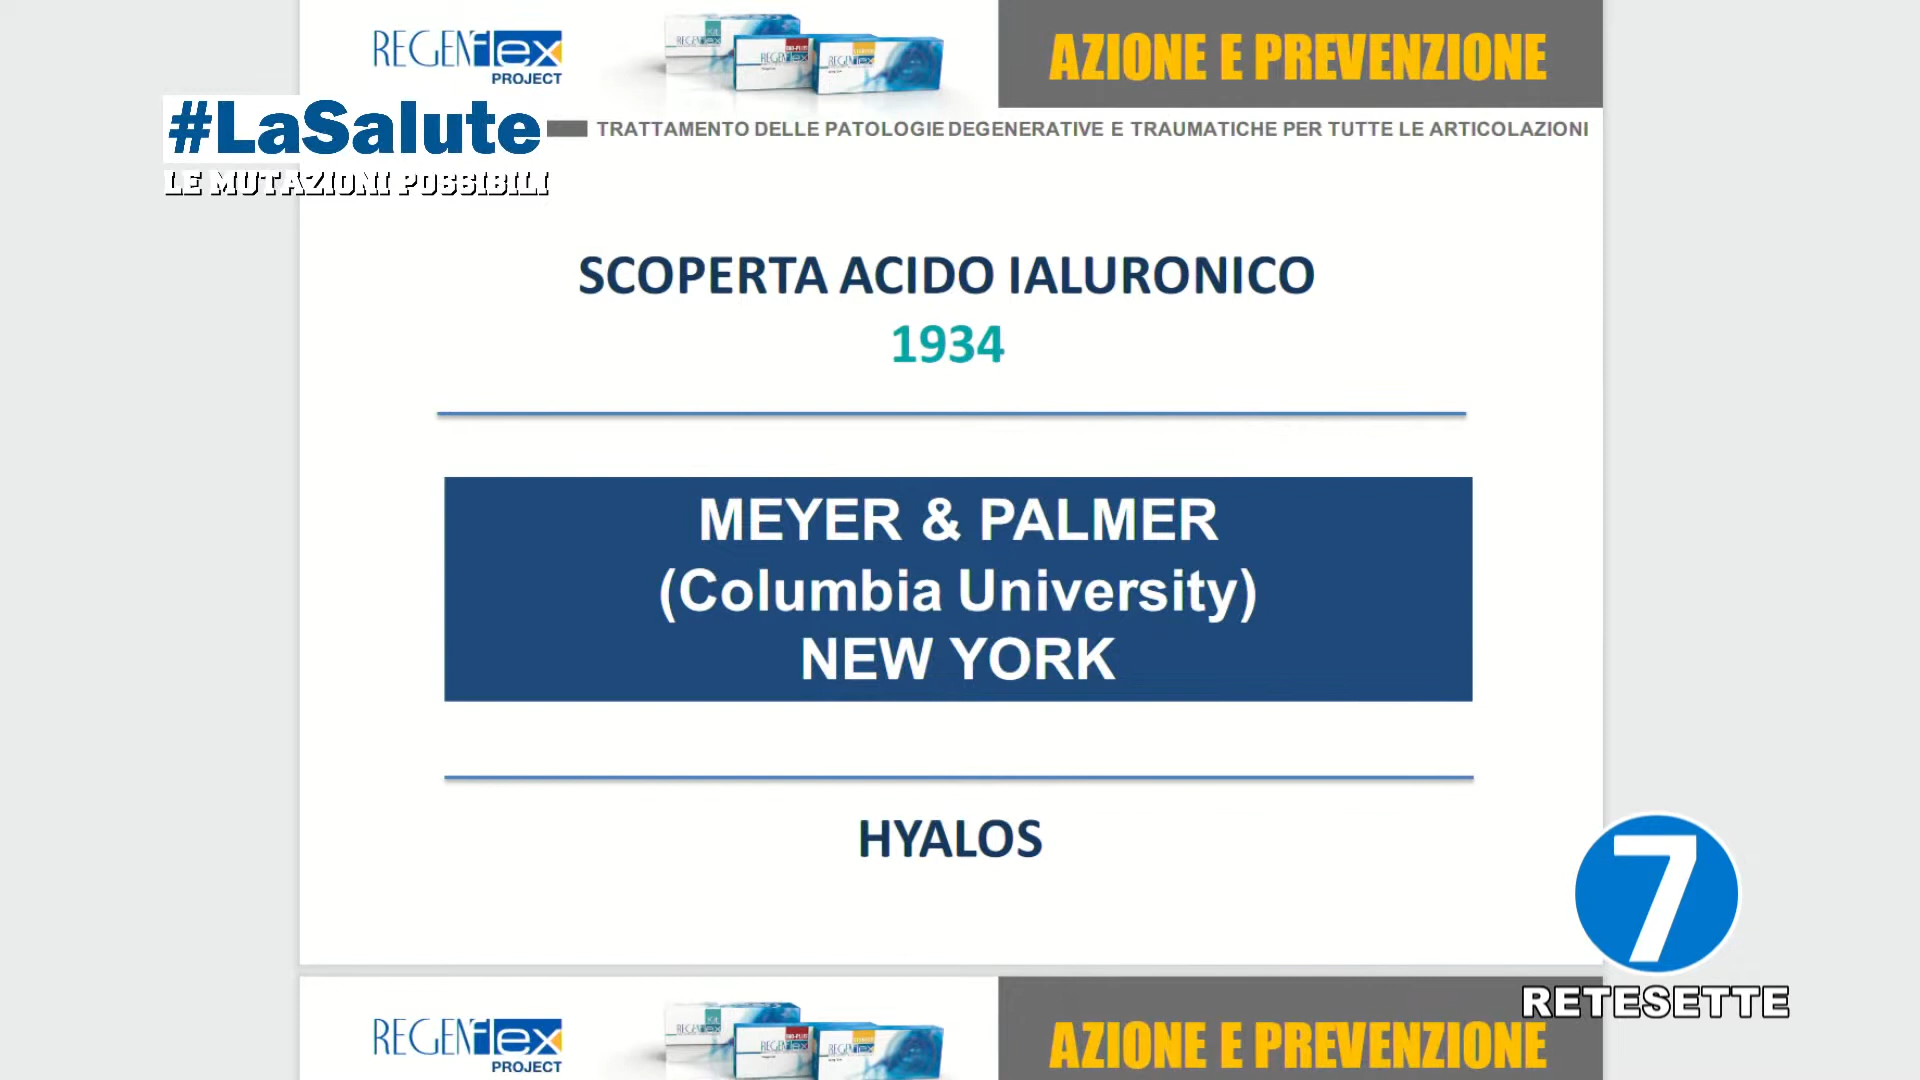 REGENflex
PROJECT
AZIONE E PREVENZIONE
#LaSalute
LE MUTAZIONI POSSIBILI
TRATTAMENTO DELLE PATOLOGIE DEGENERATIVE E TRAUMATICHE PER TUTTE LE ARTICOLAZIONI
SCOPERTA ACIDO IALURONICO
1934
MEYER & PALMER
(Columbia University)
NEW YORK
HYALOS
7
RETESETTE
REGENflex
PROJECT
AZIONE E PREVENZIONE